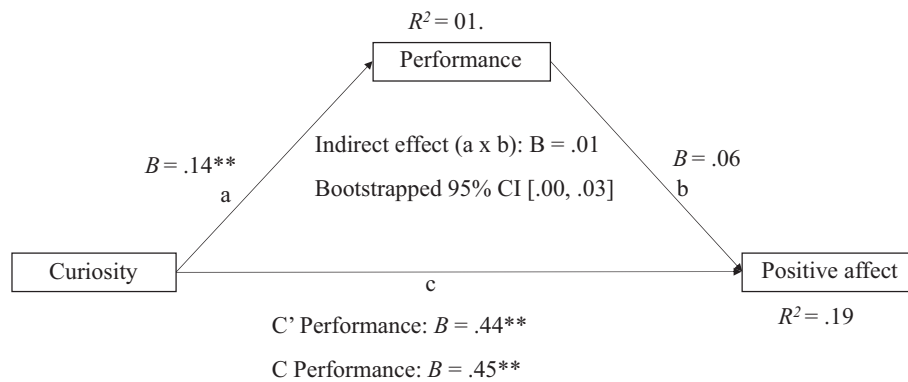 R² = 01.
Performance
Indirect effect (a x b): B = .01
B = .14**
B = .06
Bootstrapped 95% CI [.00, .03]
a
b
Curiosity
Positive affect
c
R² = .19
C’ Performance: B = .44**
C Performance: B = .45**